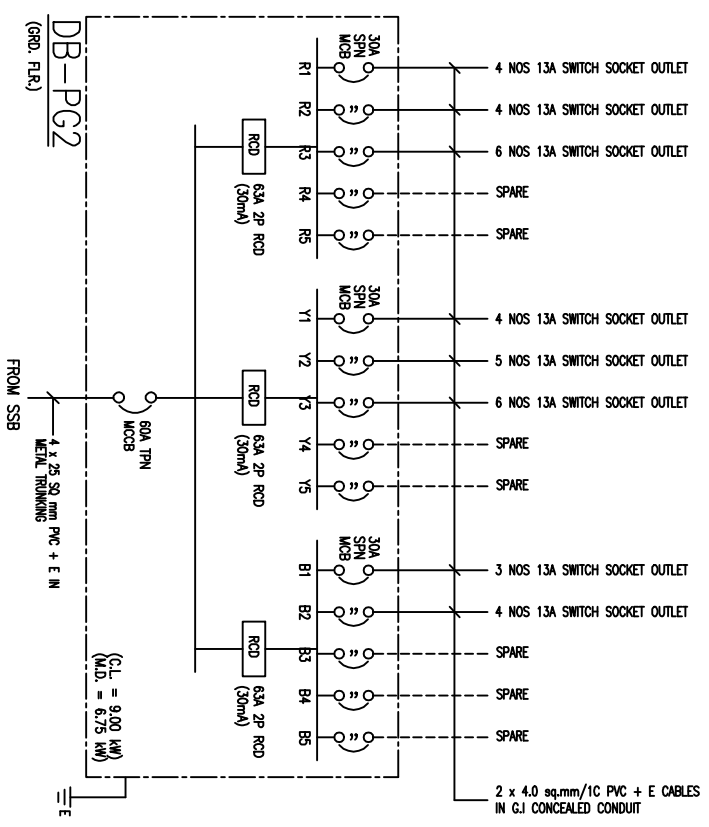 DB-PG2
(GRD. FLR.)
30A
SPN
MCB
R1
4 NOS 13A SWITCH SOCKET OUTLET
R2
"
4 NOS 13A SWITCH SOCKET OUTLET
R3
"
6 NOS 13A SWITCH SOCKET OUTLET
R4
"
SPARE
R5
"
SPARE
RCD
63A 2P RCD
(30mA)
30A
SPN
MCB
Y1
4 NOS 13A SWITCH SOCKET OUTLET
Y2
"
5 NOS 13A SWITCH SOCKET OUTLET
Y3
"
6 NOS 13A SWITCH SOCKET OUTLET
Y4
"
SPARE
Y5
"
SPARE
RCD
63A 2P RCD
(30mA)
60A TPN
MCCB
FROM SSB
4 x 25 SQ mm PVC + E IN
METAL TRUNKING
30A
SPN
MCB
B1
3 NOS 13A SWITCH SOCKET OUTLET
B2
"
4 NOS 13A SWITCH SOCKET OUTLET
B3
"
SPARE
B4
"
SPARE
B5
"
SPARE
RCD
63A 2P RCD
(30mA)
(C.L. = 9.00 kW)
(M.D. = 6.75 kW)
E
2 x 4.0 sq.mm/1C PVC + E CABLES
IN G.I CONCEALED CONDUIT